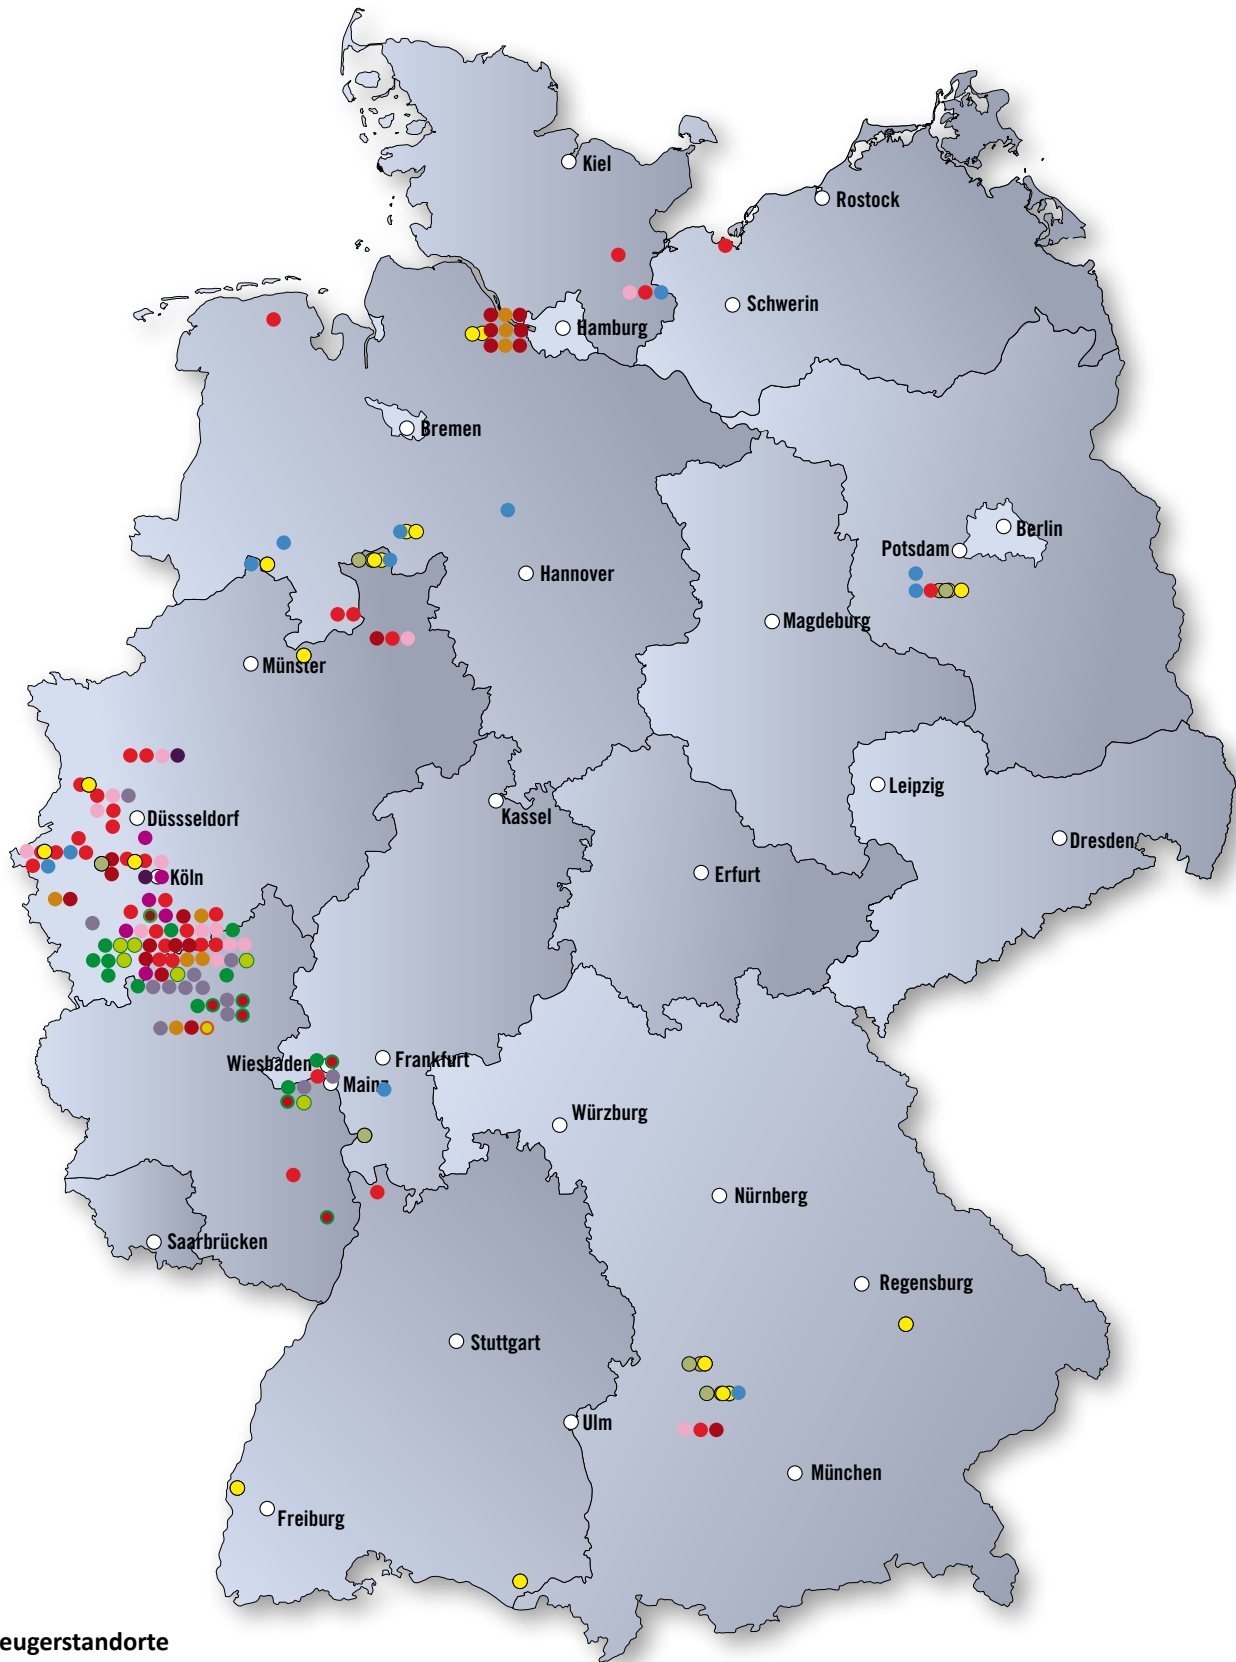 Kiel
Rostock
Schwerin
Hamburg
Bremen
Berlin
Potsdam
Hannover
Magdeburg
Münster
Leipzig
Düssseldorf
Kassel
Dresden
Köln
Erfurt
Wiesbaden
Frankfurt
Mainz
Würzburg
Nürnberg
Saarbrücken
Regensburg
Stuttgart
Ulm
München
Freiburg
eugerstandorte